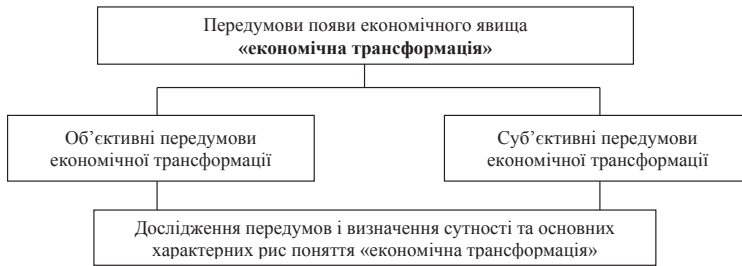 Передумови появи економічного явища
«економічна трансформація»
Об’єктивні передумови
економічної трансформації
Суб’єктивні передумови
економічної трансформації
Дослідження передумов і визначення сутності та основних
характерних рис поняття «економічна трансформація»